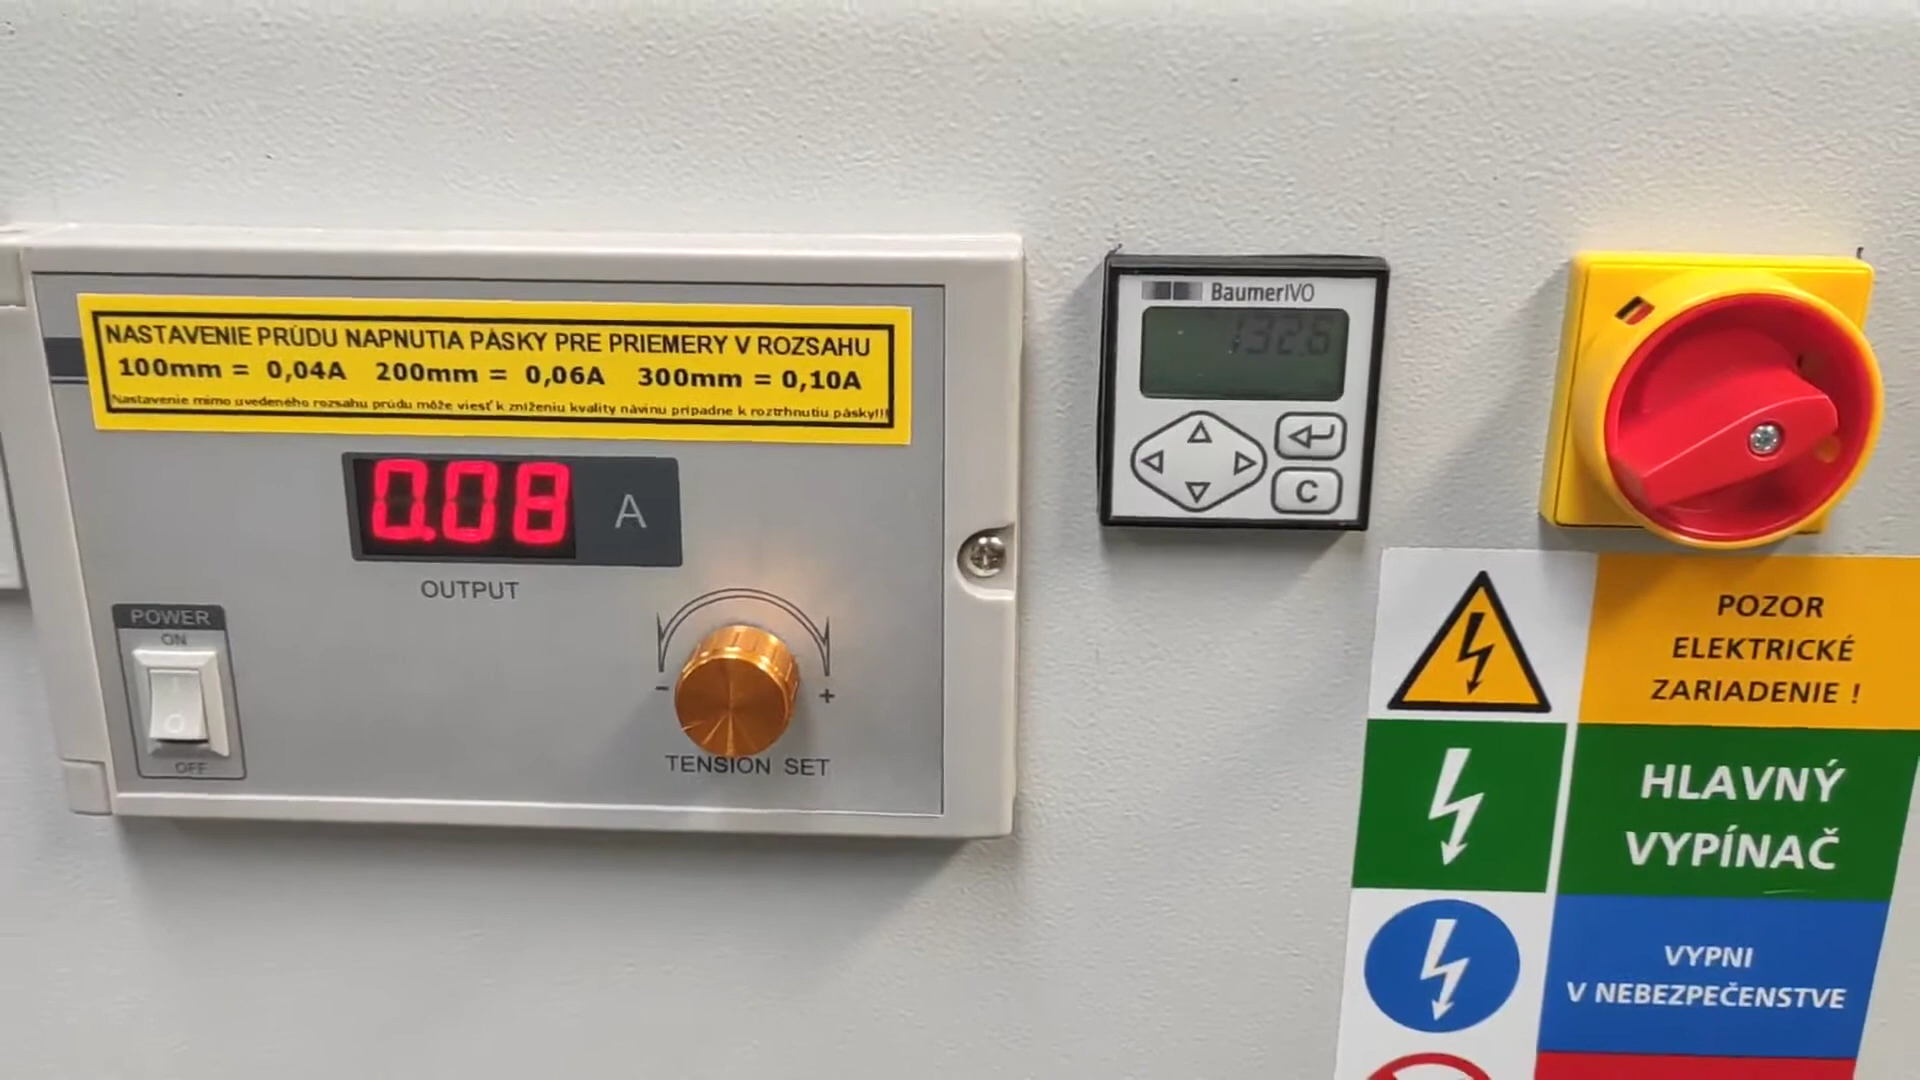 NASTAVENIE PRÚDU NAPNUTIA PÁSKY PRE PRIEMERY V ROZSAHU
100mm = 0,04A 200mm = 0,06A 300mm = 0,10A
Nastavenie mimo uvedeného rozsahu prúdu môže viesť k zníženiu kvality návinu prípadne k roztrhnutiu pásky!!!
0.08 A
OUTPUT
POWER
ON
OFF
- +
TENSION SET
BaumerIVO
132.6
C
POZOR
ELEKTRICKÉ
ZARIADENIE !
HLAVNÝ
VYPÍNAČ
VYPNI
V NEBEZPEČENSTVE